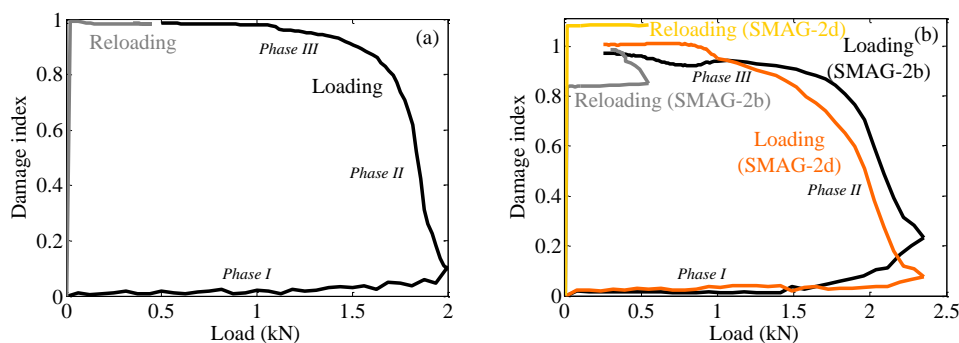 (a)
Reloading
Phase III
Loading
Phase II
Phase I
Damage index
0
0.2
0.4
0.6
0.8
1
0
0.5
1
1.5
2
Load (kN)
(b)
Reloading (SMAG-2d)
Loading
(SMAG-2b)
Phase III
Reloading (SMAG-2b)
Loading
(SMAG-2d)
Phase II
Phase I
Damage index
0
0.2
0.4
0.6
0.8
1
0
0.5
1
1.5
2
2.5
Load (kN)